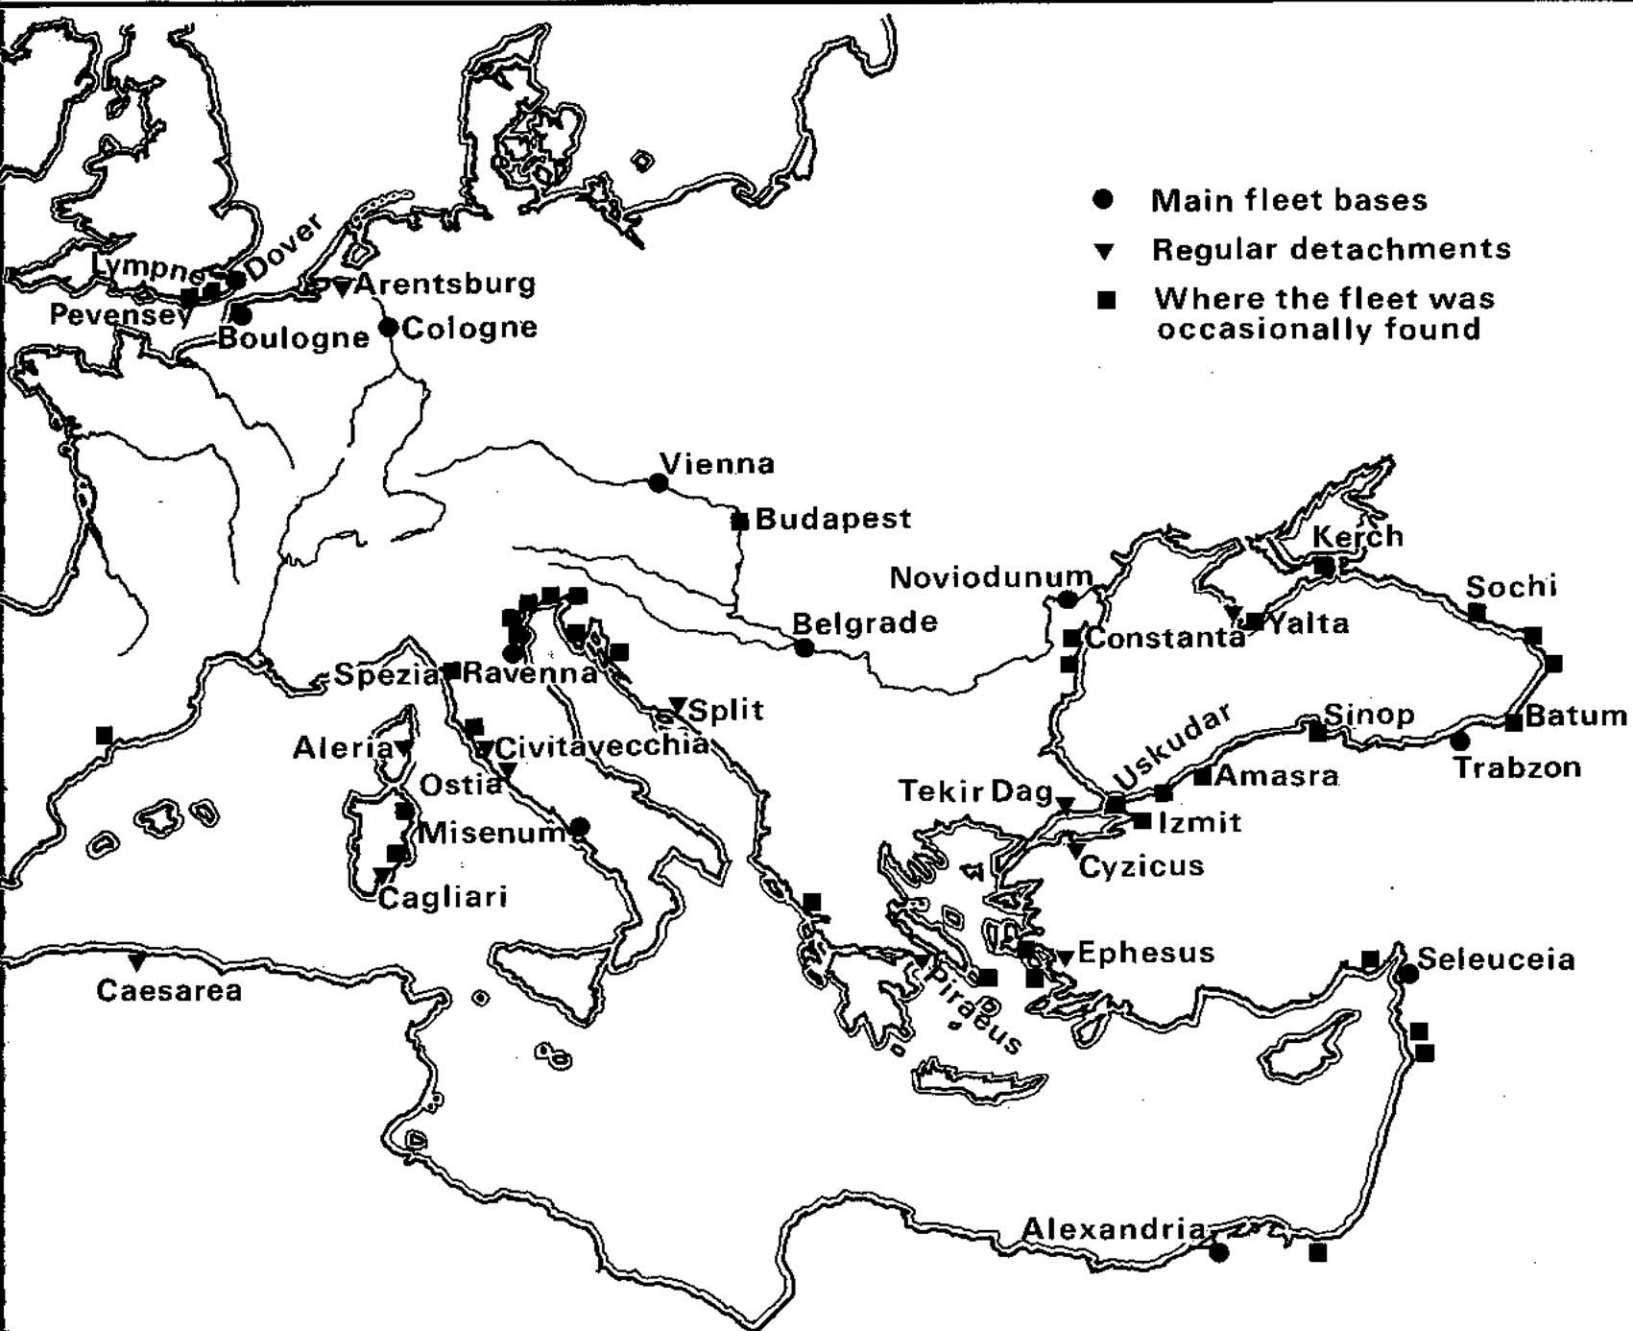 Main fleet bases
Regular detachments
Where the fleet was
occasionally found
Lympne
Dover
Pevensey
Arentsburg
Boulogne
Cologne
Vienna
Budapest
Kerch
Noviodunum
Sochi
Belgrade
Constanta
Yalta
Spezia
Ravenna
Split
Sinop
Batum
Aleria
Civitavecchia
Uskudar
Trabzon
Ostia
Tekir Dag
Amasra
Misenum
Izmit
Cyzicus
Cagliari
Ephesus
Seleuceia
Caesarea
Piraeus
Alexandria